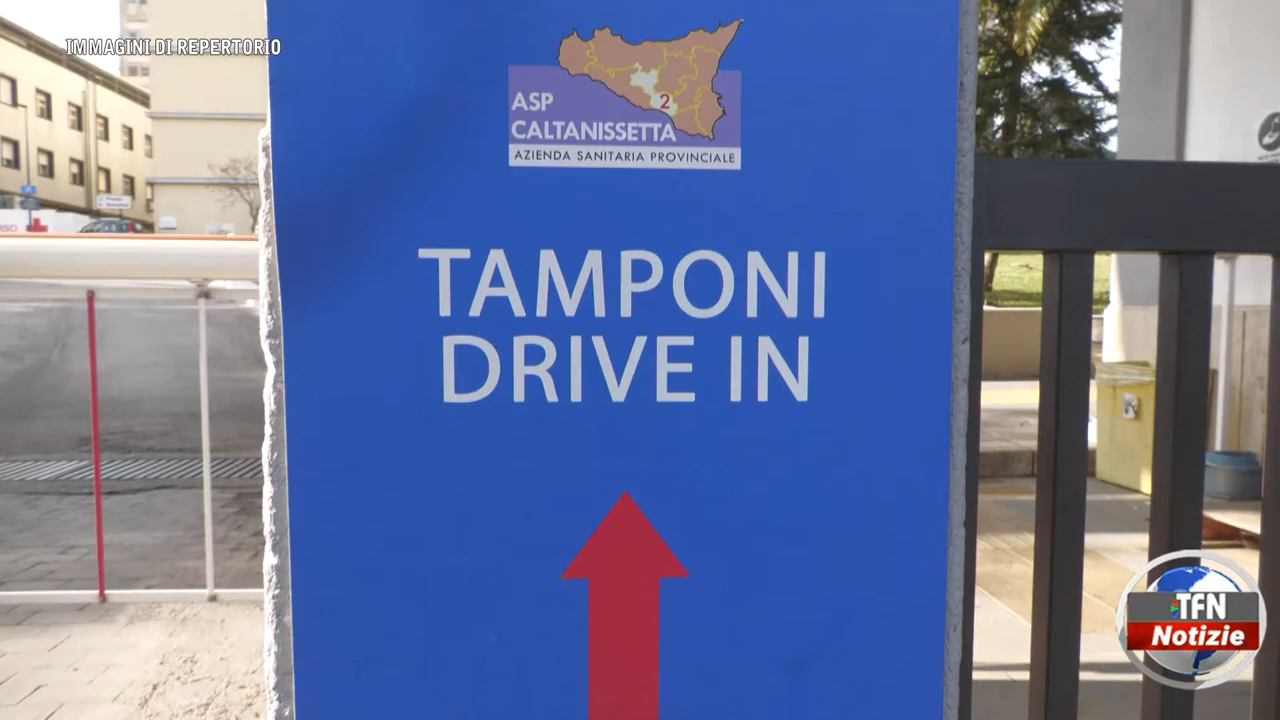 IMMAGINI DI REPERTORIO
ASP
CALTANISSETTA
2
AZIENDA SANITARIA PROVINCIALE
TAMPONI
DRIVE IN
TFN
Notizie